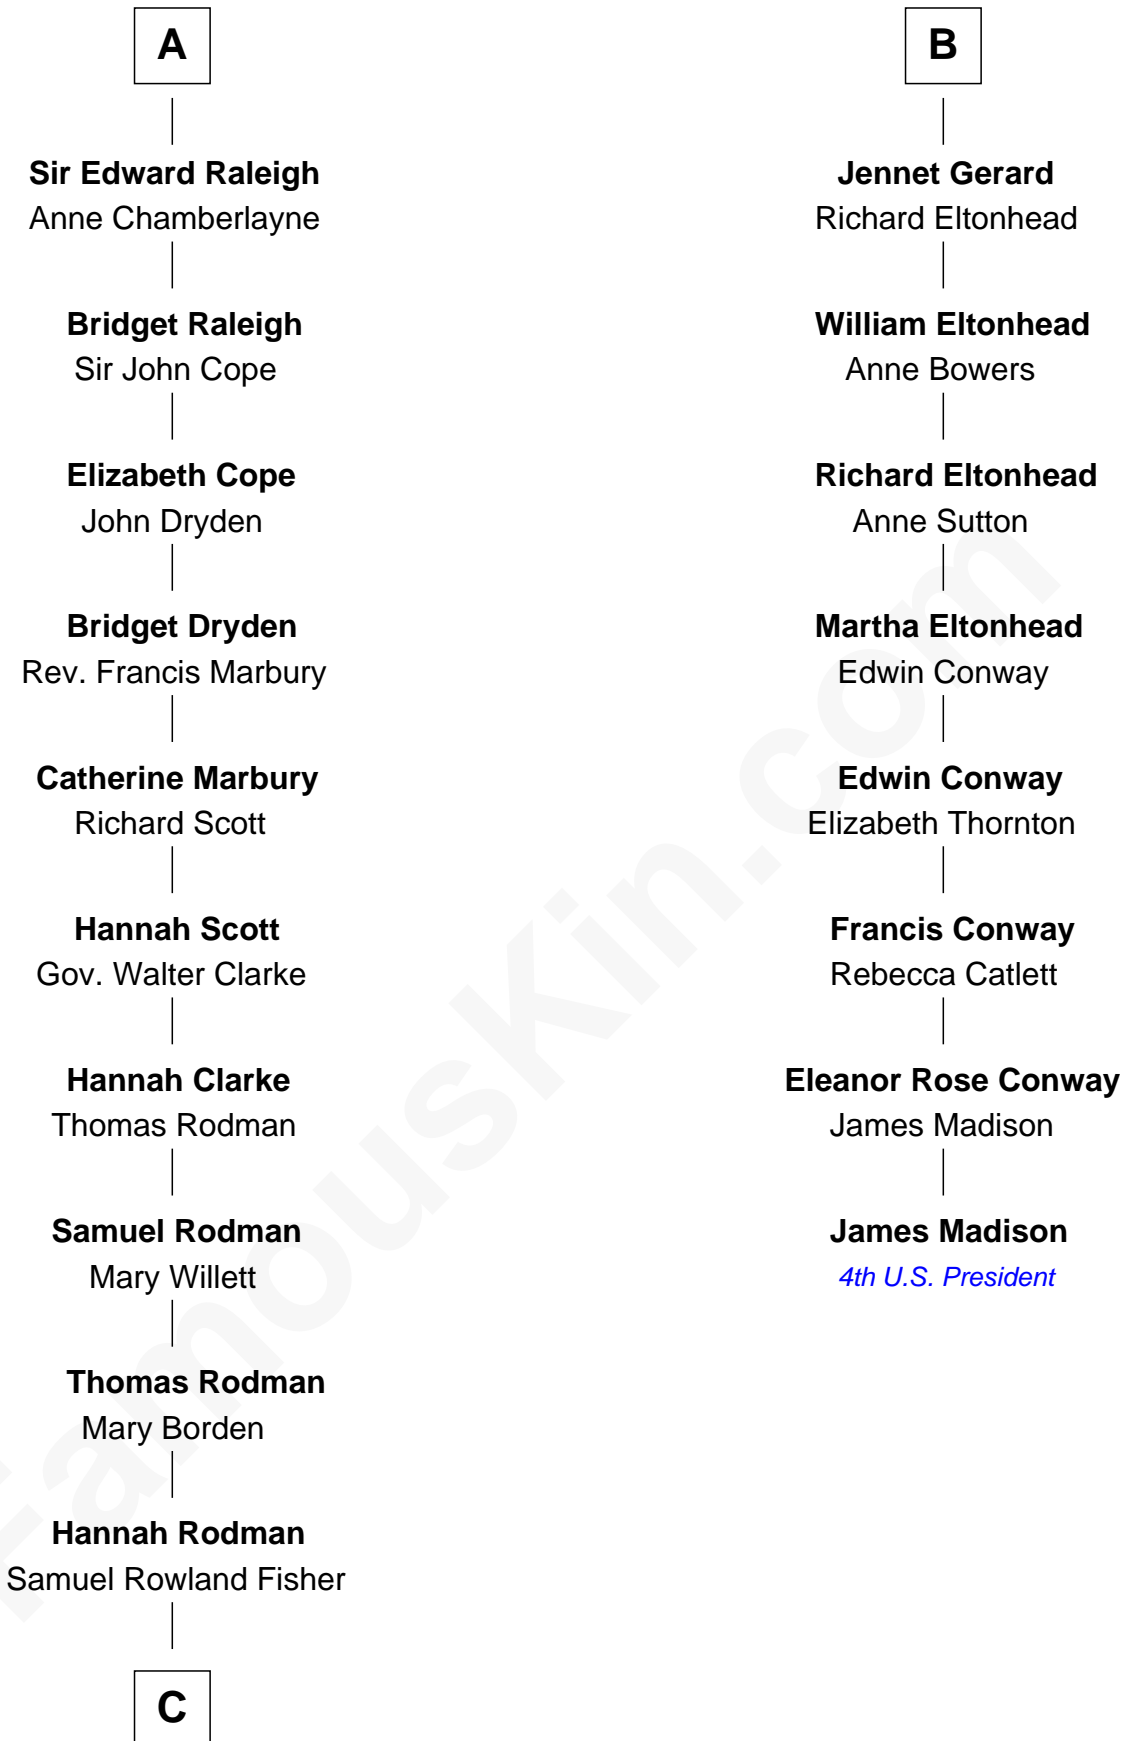 A
Sir Edward Raleigh
Anne Chamberlayne
Bridget Raleigh
Sir John Cope
Elizabeth Cope
John Dryden
Bridget Dryden
Rev. Francis Marbury
Catherine Marbury
Richard Scott
Hannah Scott
Gov. Walter Clarke
Hannah Clarke
Thomas Rodman
Samuel Rodman
Mary Willett
Thomas Rodman
Mary Borden
Hannah Rodman
Samuel Rowland Fisher
C
B
Jennet Gerard
Richard Eltonhead
William Eltonhead
Anne Bowers
Richard Eltonhead
Anne Sutton
Martha Eltonhead
Edwin Conway
Edwin Conway
Elizabeth Thornton
Francis Conway
Rebecca Catlett
Eleanor Rose Conway
James Madison
James Madison
4th U.S. President
FamousKin.com